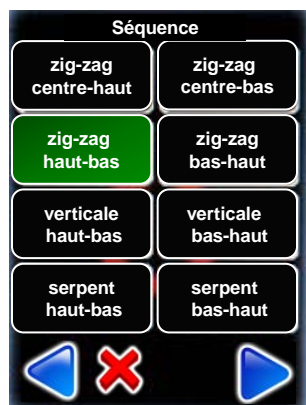 Séquence
zig-zag
centre-haut
zig-zag
centre-bas
zig-zag
haut-bas
zig-zag
bas-haut
verticale
haut-bas
verticale
bas-haut
serpent
haut-bas
serpent
bas-haut